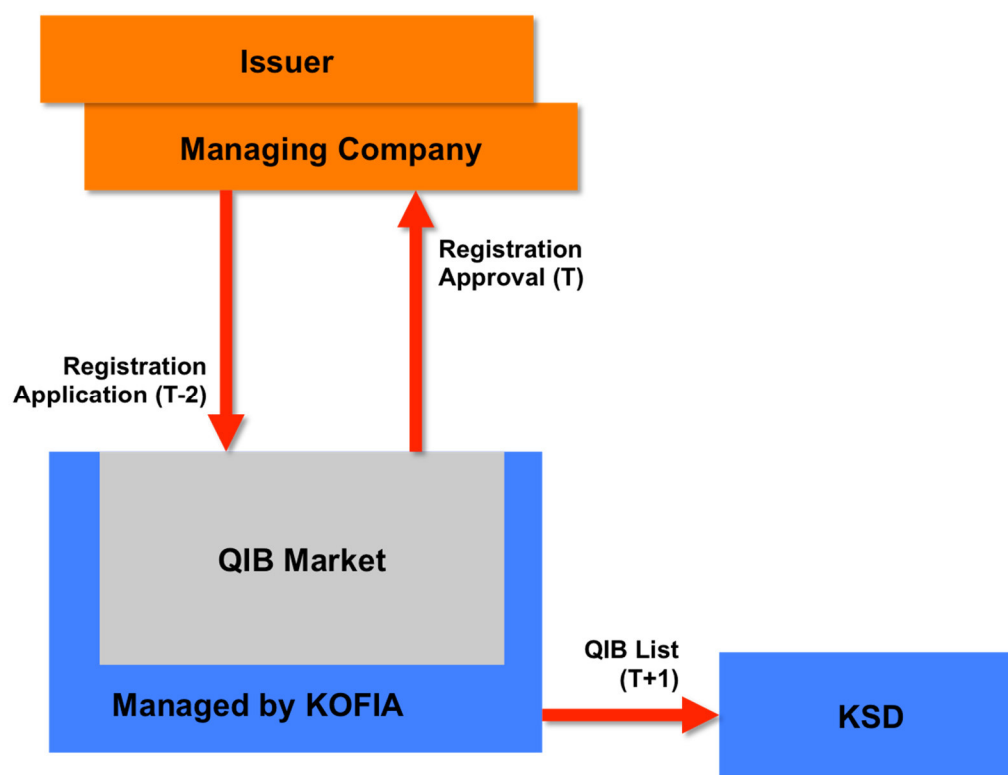 Issuer
Managing Company
Registration
Approval (T)
Registration
Application (T-2)
QIB Market
QIB List
(T+1)
Managed by KOFIA
KSD